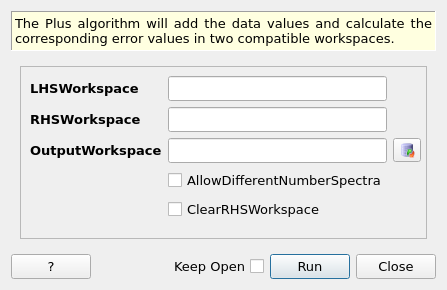 The Plus algorithm will add the data values and calculate the
corresponding error values in two compatible workspaces.
LHSWorkspace
RHSWorkspace
OutputWorkspace
AllowDifferentNumberSpectra
ClearRHSWorkspace
? Keep Open Run Close